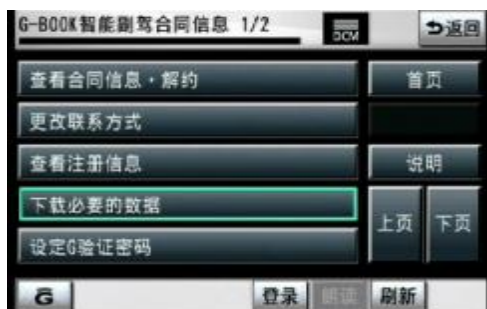 G-BOOK智能副驾合同信息 1/2
DCM
返回
查看合同信息·解约
首页
更改联系方式
查看注册信息
说明
下载必要的数据
上页
下页
设定G验证密码
G
登录
朗读
刷新